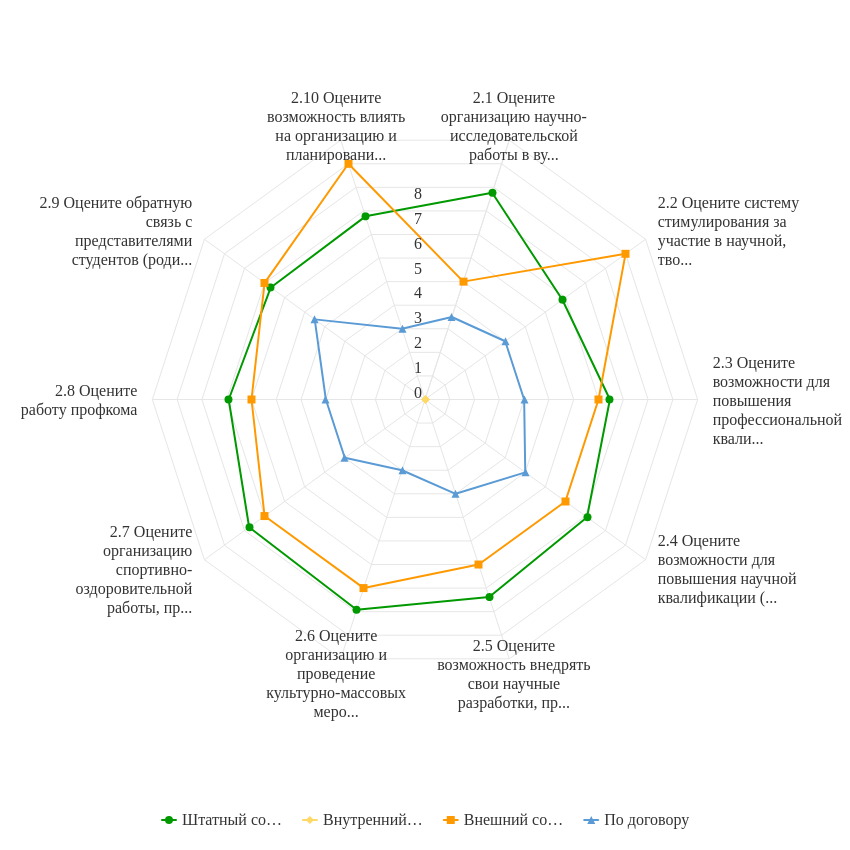 2.10 Оцените
возможность влиять
на организацию и
планировани...
2.1 Оцените
организацию научно-
исследовательской
работы в ву...
2.9 Оцените обратную
связь с
представителями
студентов (роди...
2.2 Оцените систему
стимулирования за
участие в научной,
тво...
8
7
6
5
4
3
2
1
0
2.8 Оцените
работу профкома
2.3 Оцените
возможности для
повышения
профессиональной
квали...
2.7 Оцените
организацию
спортивно-
оздоровительной
работы, пр...
2.4 Оцените
возможности для
повышения научной
квалификации (...
2.6 Оцените
организацию и
проведение
культурно-массовых
меро...
2.5 Оцените
возможность внедрять
свои научные
разработки, пр...
Штатный со…
Внутренний…
Внешний со…
По договору